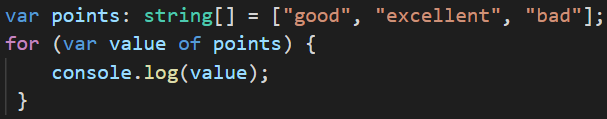 var points: string[] = ["good", "excellent", "bad"];
for (var value of points) {
    console.log(value);
 }